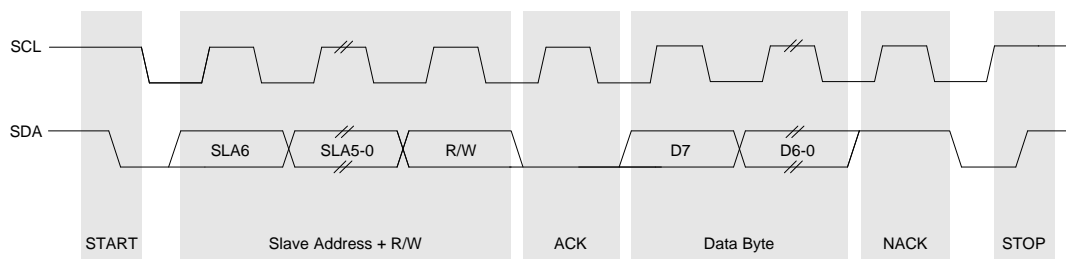 SCL
SDA
SLA6 SLA5-0 R/W D7 D6-0
START Slave Address + R/W ACK Data Byte NACK STOP